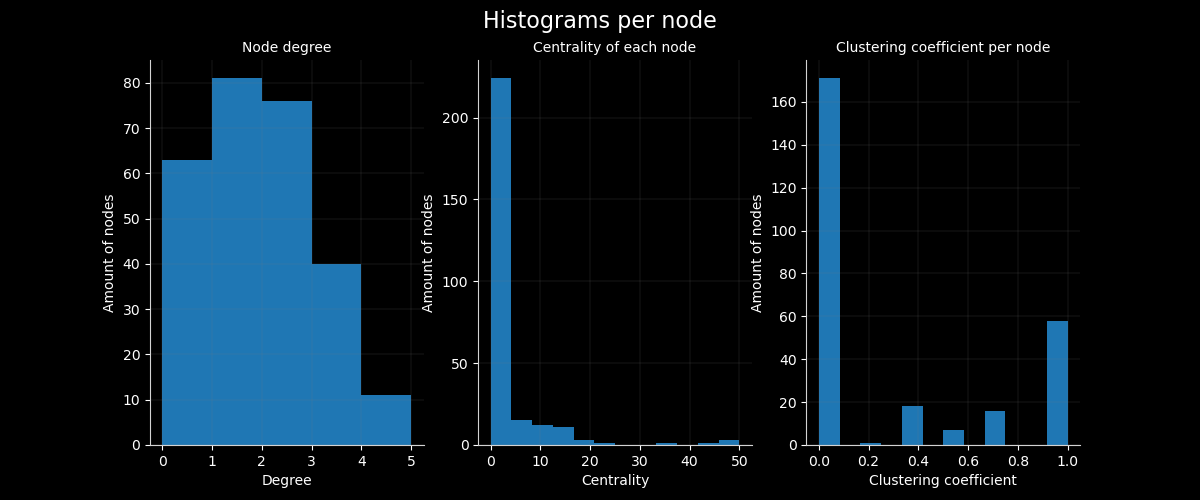 Histograms per node
Node degree
Amount of nodes
80
70
60
50
40
30
20
10
0
0 1 2 3 4 5
Degree
Centrality of each node
Amount of nodes
200
150
100
50
0
0 10 20 30 40 50
Centrality
Clustering coefficient per node
Amount of nodes
160
140
120
100
80
60
40
20
0
0.0 0.2 0.4 0.6 0.8 1.0
Clustering coefficient